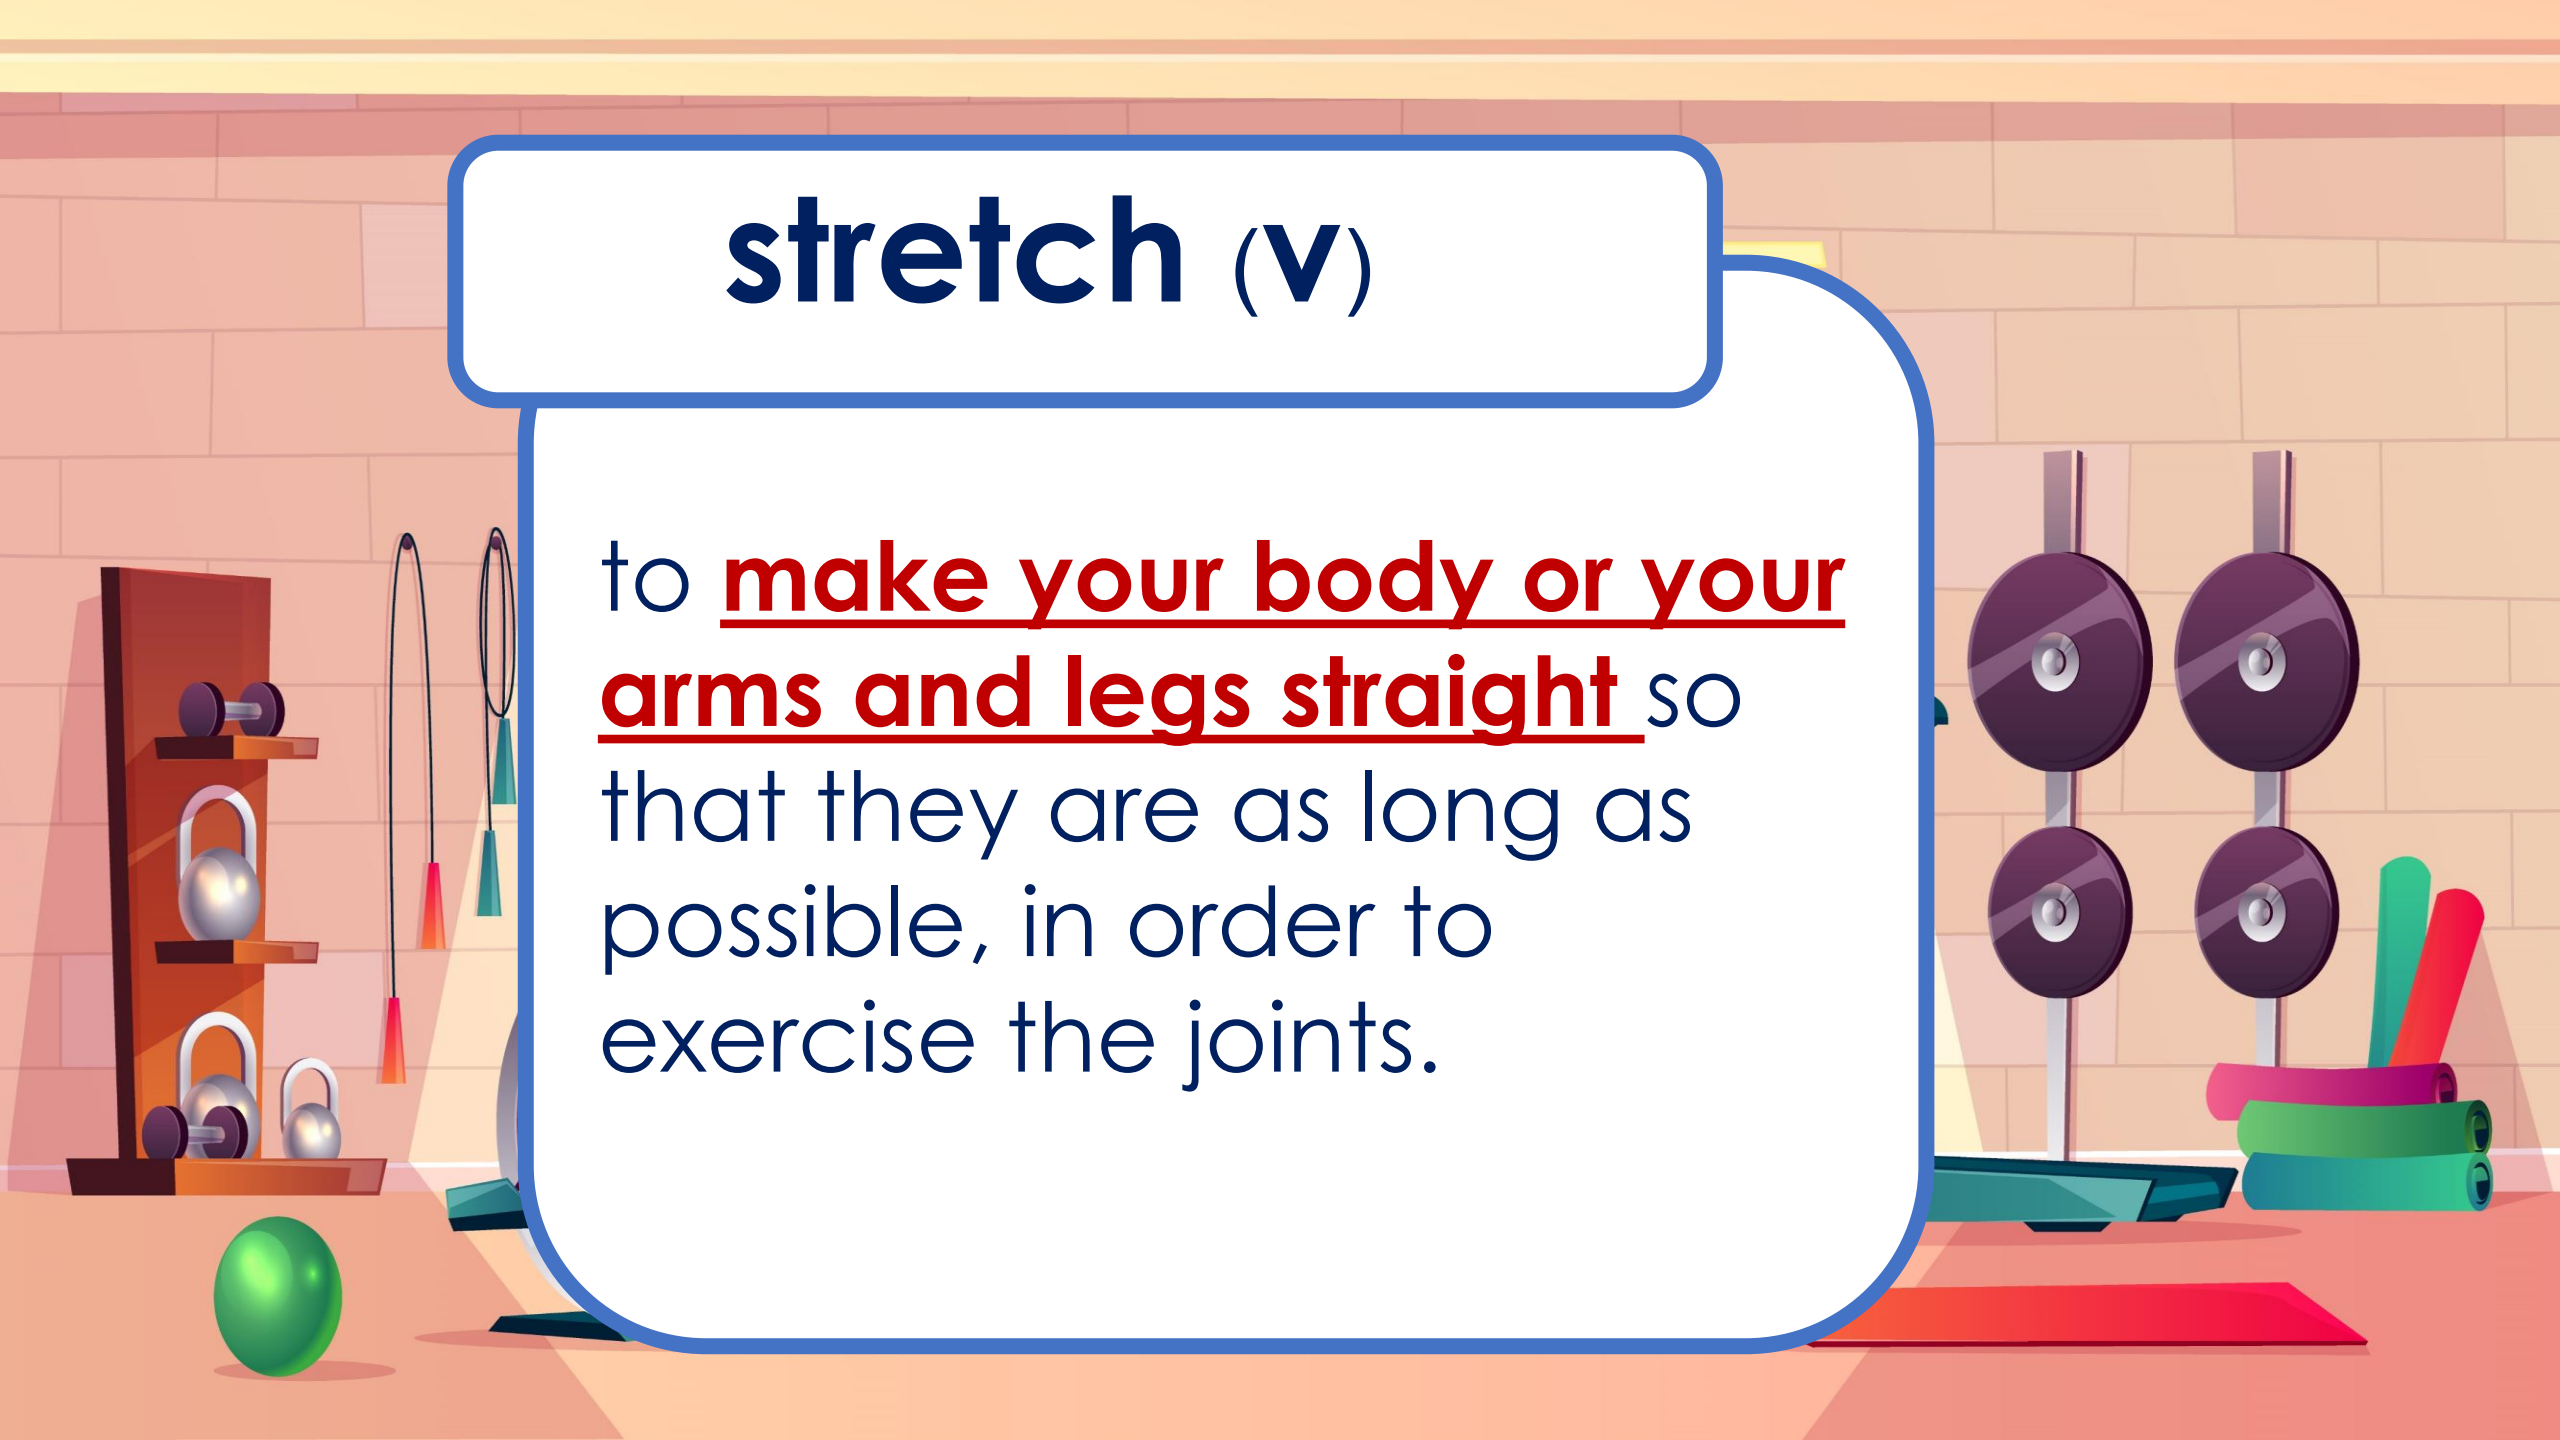 stretch (v)
to make your body or your
arms and legs straight so
that they are as long as
possible, in order to
exercise the joints.